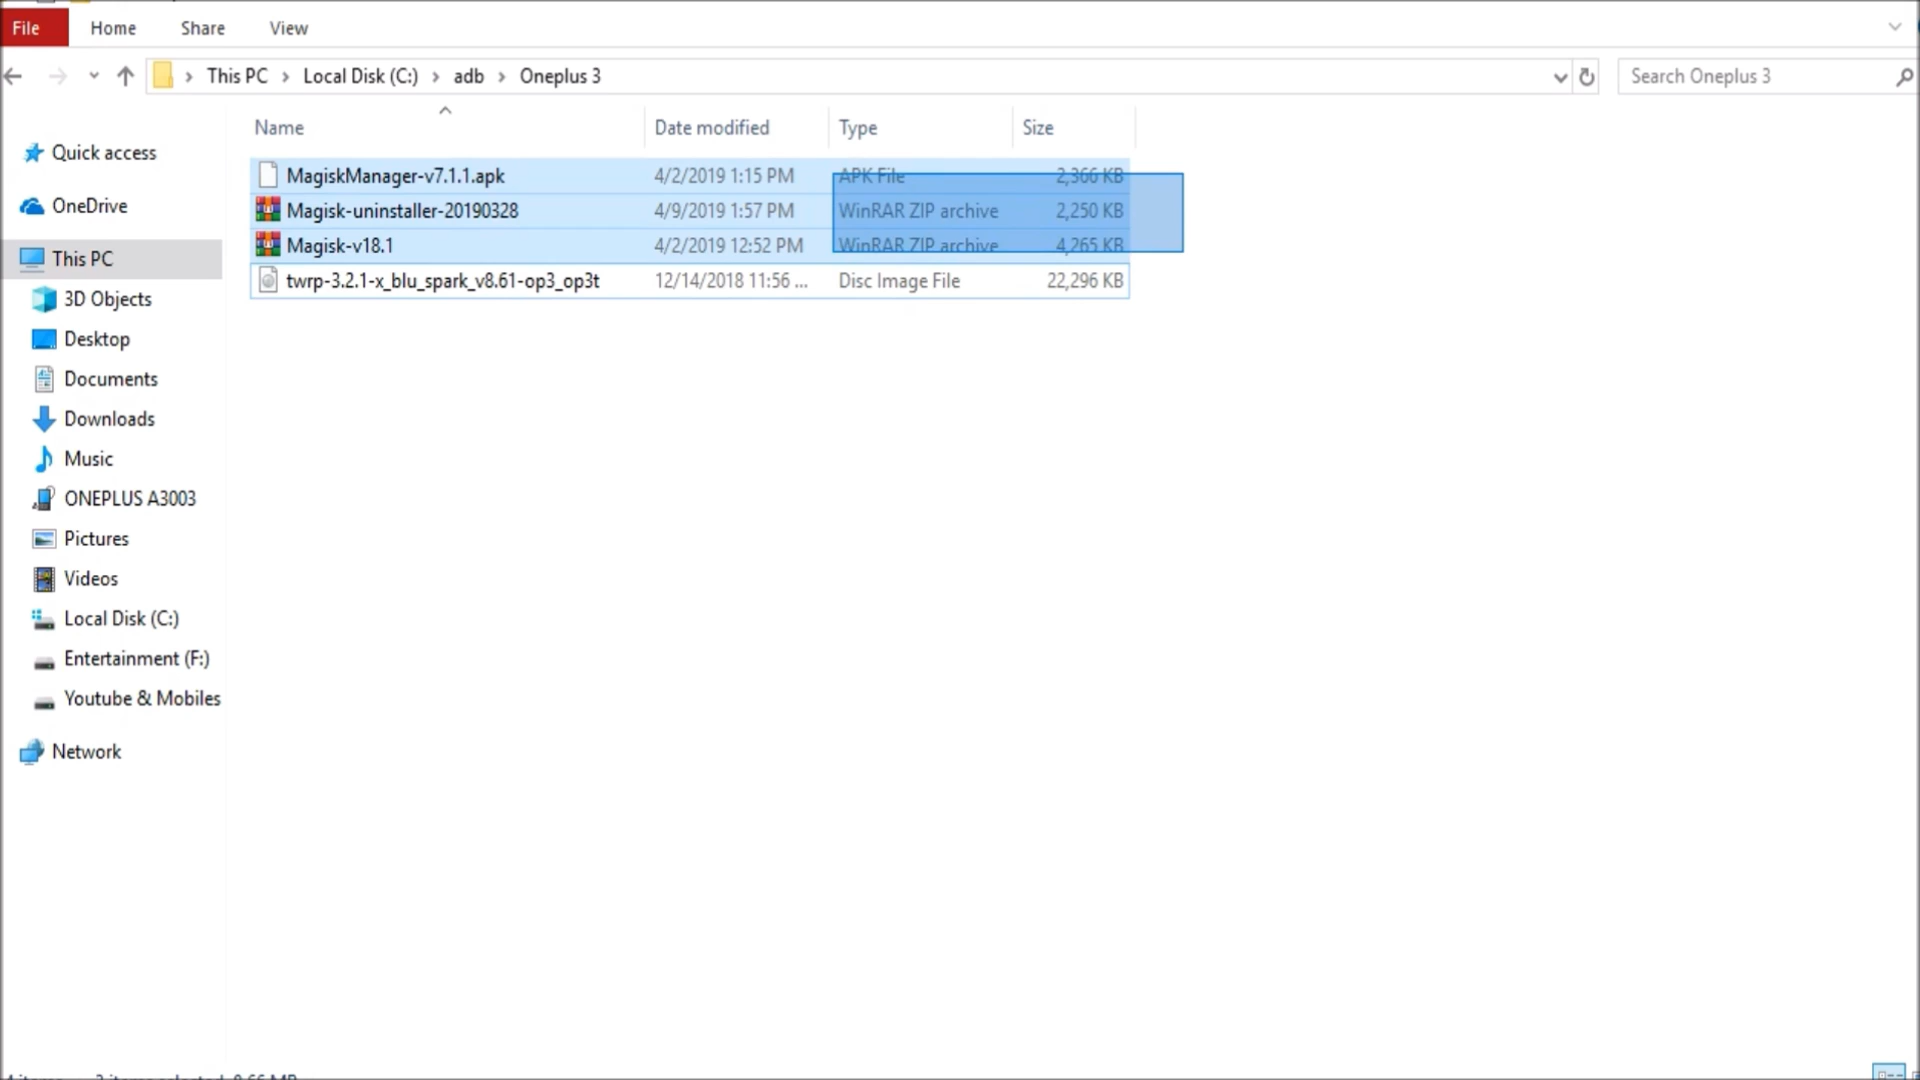 File Home Share View
This PC › Local Disk (C:) › adb › Oneplus 3
Search Oneplus 3
Name Date modified Type Size
MagiskManager-v7.1.1.apk 4/2/2019 1:15 PM APK File 2,366 KB
Magisk-uninstaller-20190328 4/9/2019 1:57 PM WinRAR ZIP archive 2,250 KB
Magisk-v18.1 4/2/2019 12:52 PM WinRAR ZIP archive 4,265 KB
twrp-3.2.1-x_blu_spark_v8.61-op3_op3t 12/14/2018 11:56 ... Disc Image File 22,296 KB
Quick access
OneDrive
This PC
3D Objects
Desktop
Documents
Downloads
Music
ONEPLUS A3003
Pictures
Videos
Local Disk (C:)
Entertainment (F:)
Youtube & Mobiles
Network